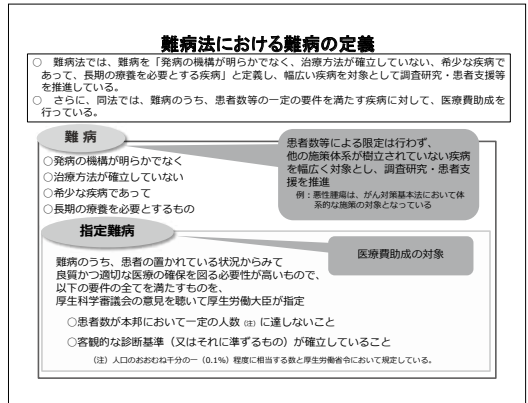 難病法における難病の定義
○　難病法では、難病を「発病の機構が明らかでなく、治療方法が確立していない、希少な疾病で
あって、長期の療養を必要とする疾病」と定義し、幅広い疾病を対象として調査研究・患者支援等
を推進している。
○　さらに、同法では、難病のうち、患者数等の一定の要件を満たす疾病に対して、医療費助成を
行っている。
難 病
○発病の機構が明らかでなく
○治療方法が確立していない
○希少な疾病であって
○長期の療養を必要とするもの
患者数等による限定は行わず、
他の施策体系が樹立されていない疾病
を幅広く対象とし、調査研究・患者支
援を推進
例：悪性腫瘍は、がん対策基本法において体
系的な施策の対象となっている
指定難病
医療費助成の対象
難病のうち、患者の置かれている状況からみて
良質かつ適切な医療の確保を図る必要性が高いもので、
以下の要件の全てを満たすものを、
厚生科学審議会の意見を聴いて厚生労働大臣が指定
○患者数が本邦において一定の人数（注）に達しないこと
○客観的な診断基準（又はそれに準ずるもの）が確立していること
（注）人口のおおむね千分の一（0.1%）程度に相当する数と厚生労働省令において規定している。